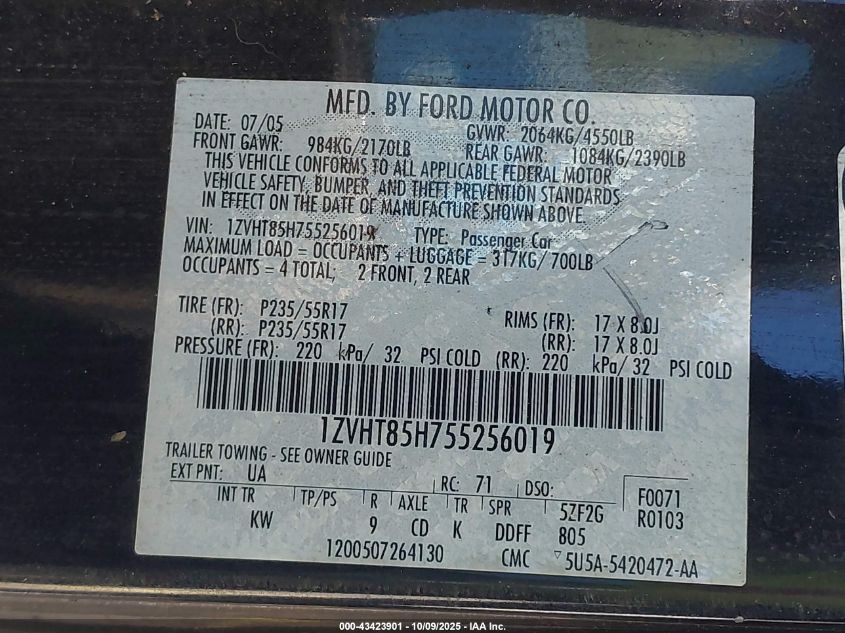 MFD. BY FORD MOTOR CO.
DATE: 07/05 GVWR: 2064KG/4550LB
FRONT GAWR: 984KG/2170LB REAR GAWR: 1084KG/2390LB
THIS VEHICLE CONFORMS TO ALL APPLICABLE FEDERAL MOTOR
VEHICLE SAFETY, BUMPER, AND THEFT PREVENTION STANDARDS
IN EFFECT ON THE DATE OF MANUFACTURE SHOWN ABOVE.
VIN: 1ZVHT85H755256019 TYPE: Passenger Car
MAXIMUM LOAD = OCCUPANTS + LUGGAGE = 317KG/700LB
OCCUPANTS = 4 TOTAL; 2 FRONT, 2 REAR
TIRE (FR): P235/55R17 RIMS (FR): 17 X 8.0J
(RR): P235/55R17 (RR): 17 X 8.0J
PRESSURE (FR): 220 kPa/ 32 PSI COLD (RR): 220 kPa/ 32 PSI COLD
1ZVHT85H755256019
TRAILER TOWING - SEE OWNER GUIDE
EXT PNT: UA RC: 71 DSO: F0071
INT TR TP/PS R AXLE TR SPR 5ZF2G R0103
KW 9 CD K DDFF 805
1200507264130 CMC ▽5U5A-5420472-AA
000-43423901 - 10/09/2025 - IAA Inc.